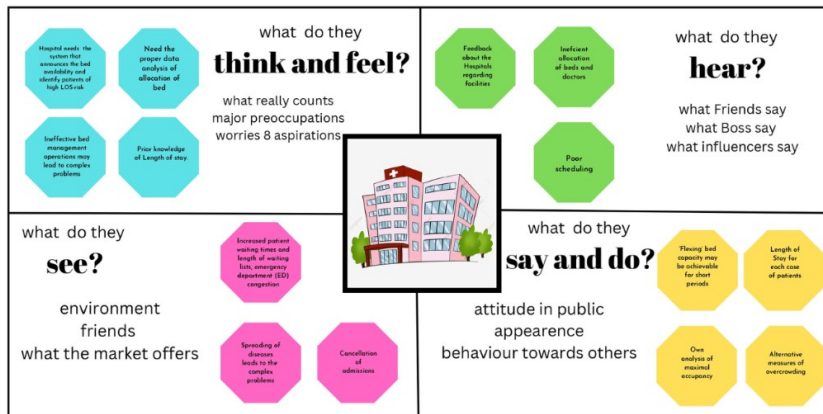 what do they
think and feel?
what really counts
major preoccupations
worries 8 aspirations
Hospital needs the
system that
announces the bed
availability and
identify patients of
high LOS-risk
Need the
proper data
analysis of
allocation of
bed
Ineffective bed
management
operations may
lead to complex
problems
Prior knowledge
of Length of stay.
what do they
hear?
what Friends say
what Boss say
what influencers say
Feedback
about the
Hospitals
regarding
facilities
Inefcient
allocation of
beds and
doctors
Poor
scheduling
what do they
see?
environment
friends
what the market offers
Increased patient
waiting times and
length of waiting
lists, emergency
department (ED)
congestion
Spreading of
diseases
leads to the
complex
problems
Cancellation
of
admissions
what do they
say and do?
attitude in public
appearence
behaviour towards others
'Flexing' bed
capacity may
be achievable
for short
periods
Length of
Stay for
each case
of
patients
Own
analysis of
maximal
occupancy
Alternative
measures of
overcrowding